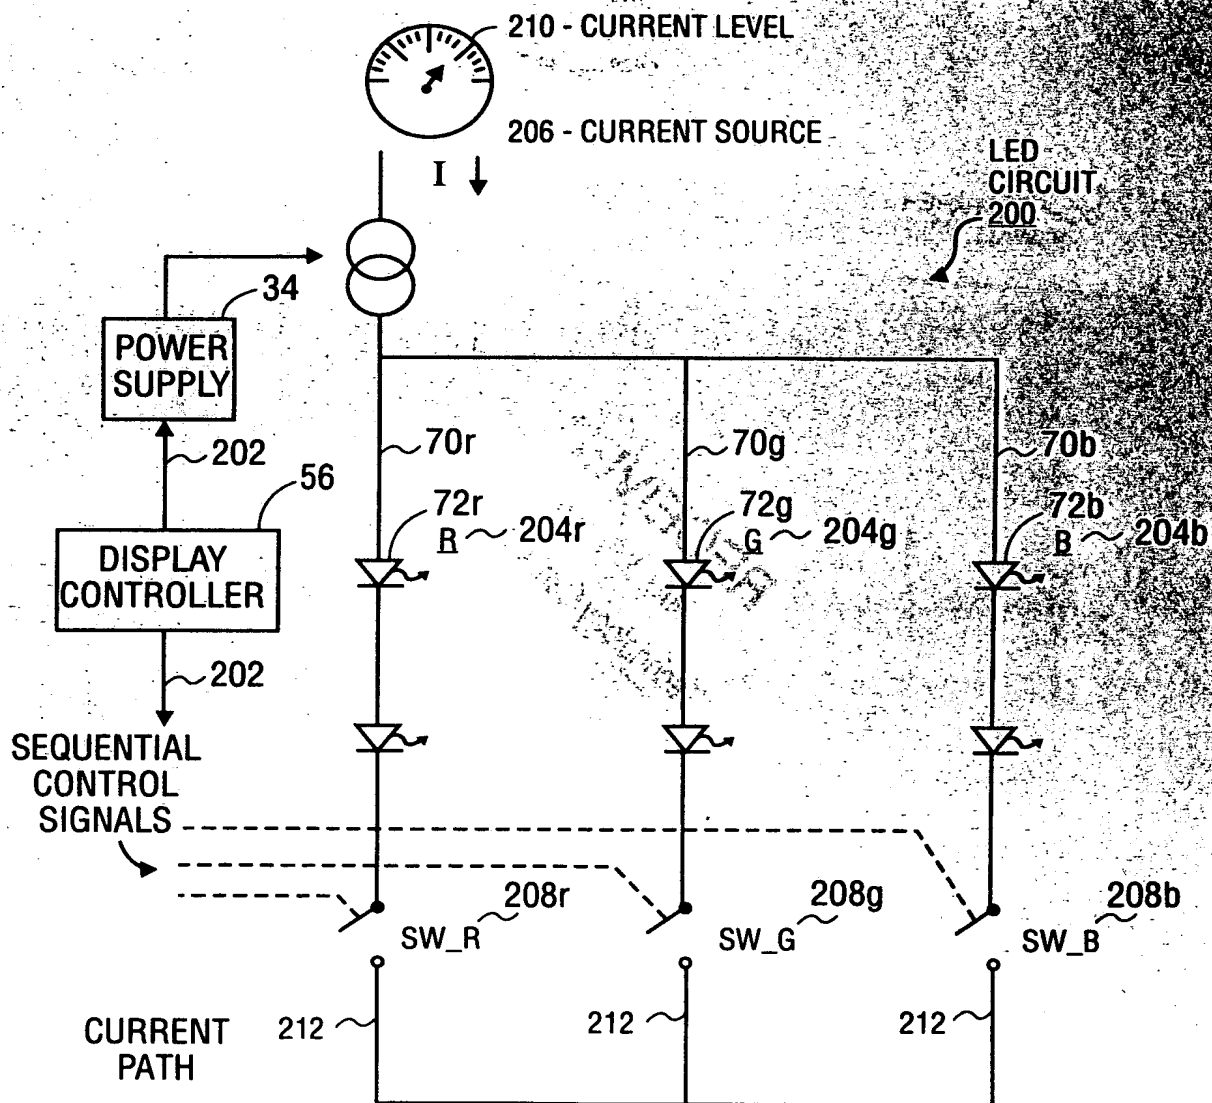 210 - CURRENT LEVEL
206 - CURRENT SOURCE
I
LED
CIRCUIT
200
34
POWER
SUPPLY
202
70r
70g
70b
56
72r
R
204r
72g
G
204g
72b
B
204b
DISPLAY
CONTROLLER
202
SEQUENTIAL
CONTROL
SIGNALS
208r
208g
208b
SW_R
SW_G
SW_B
CURRENT
PATH
212
212
212